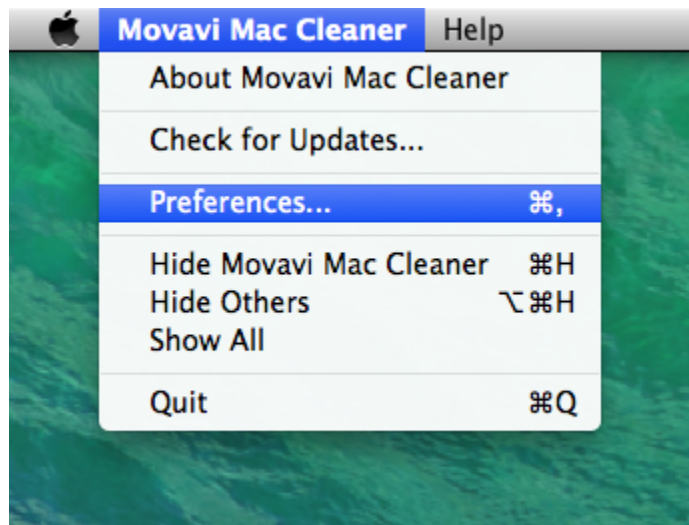 Movavi Mac Cleaner Help
About Movavi Mac Cleaner
Check for Updates...
Preferences... ⌘,
Hide Movavi Mac Cleaner ⌘H
Hide Others ⌥⌘H
Show All
Quit ⌘Q